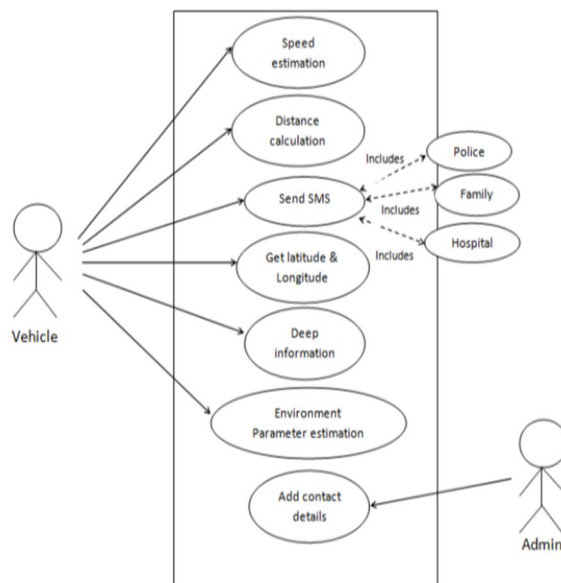 Speed
estimation
Distance
calculation
Includes
Police
Send SMS
Family
Includes
Hospital
Includes
Get latitude &
Longitude
Vehicle
Deep
information
Environment
Parameter estimation
Add contact
details
Admin